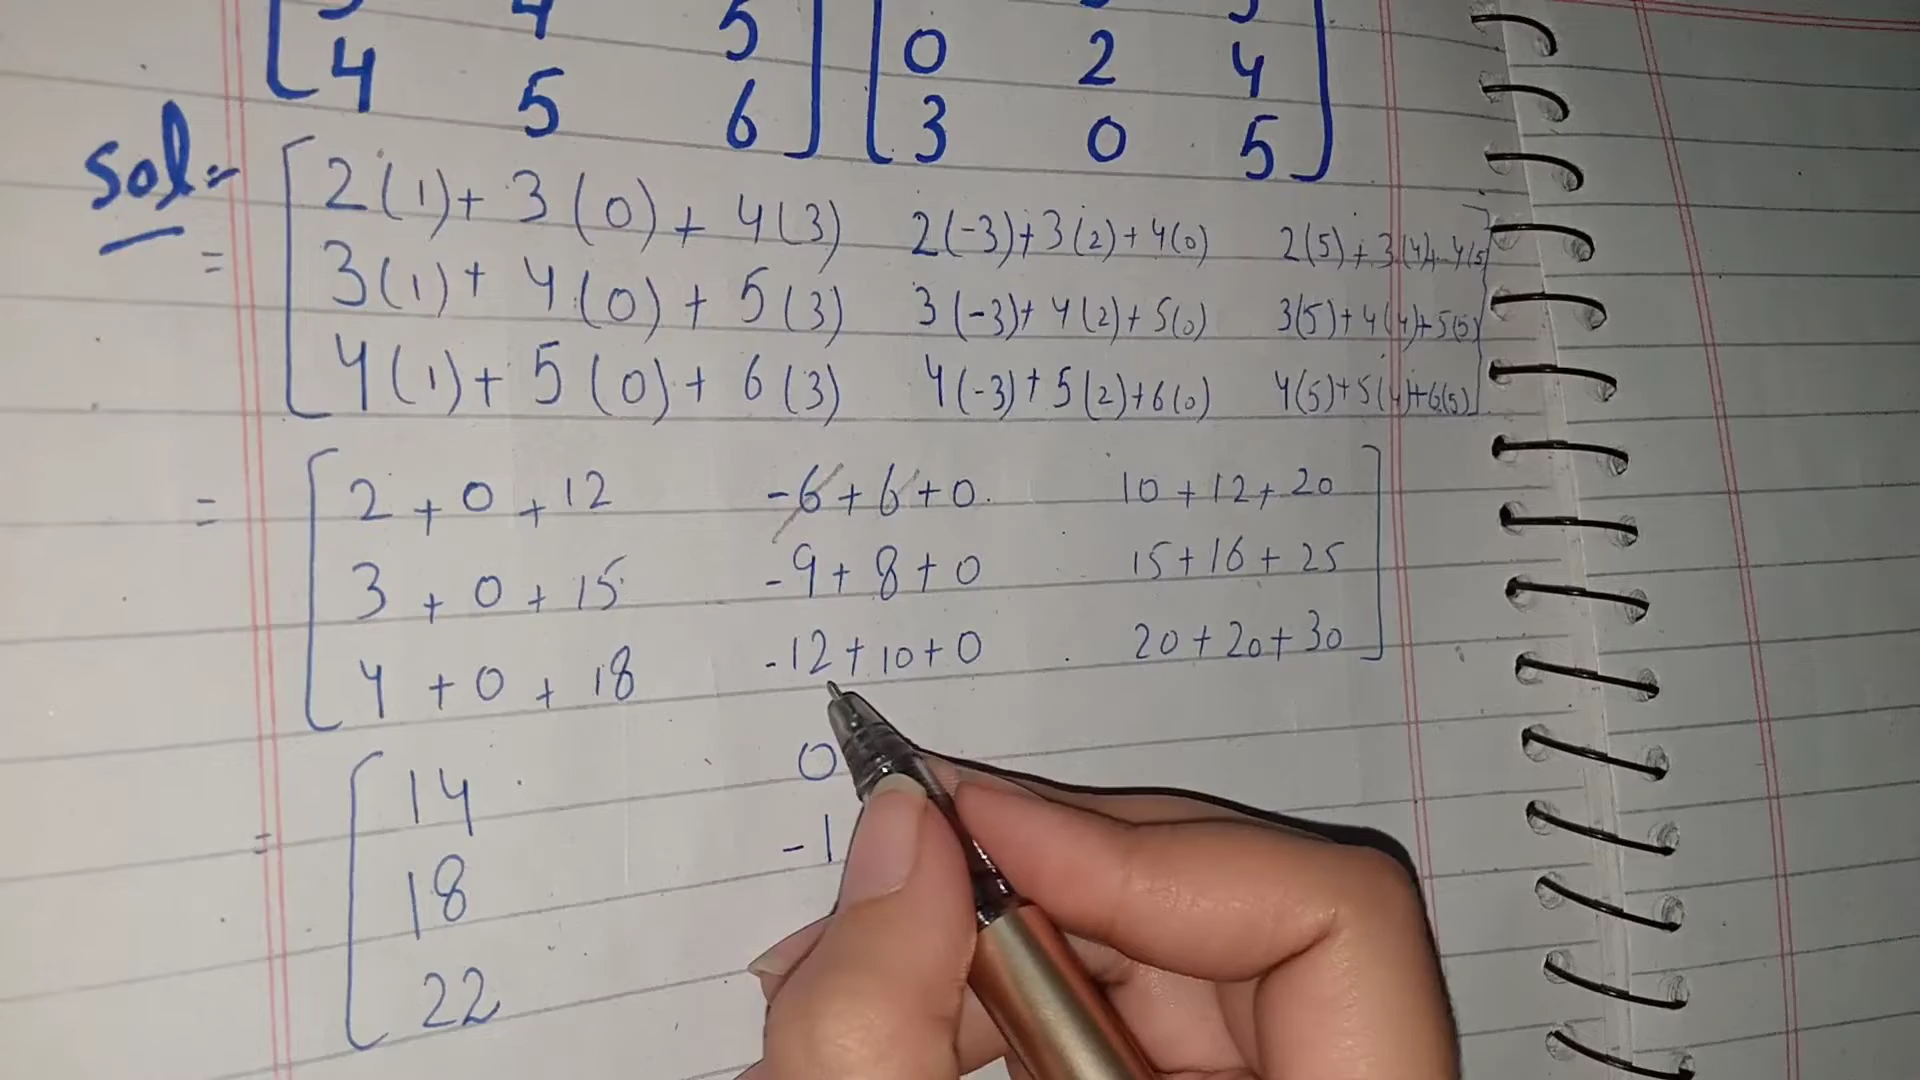 4 5
0 2 4
4 5 6 3 0 5
Sol:-
= [ 2(1)+ 3(0) + 4(3) 2(-3)+3(2)+4(0) 2(5)+3(4)+4(5)
3(1)+ 4(0) + 5(3) 3(-3)+4(2)+5(0) 3(5)+4(4)+5(5)
4(1)+ 5(0)+ 6(3) 4(-3)+5(2)+6(0) 4(5)+5(4)+6(5) ]
= [ 2 + 0 + 12 -6+6+0 10+12+20
3 + 0 + 15 -9+8+0 15+16+25
4 + 0 + 18 -12+10+0 20+20+30 ]
= [ 14 0
18 -1
22